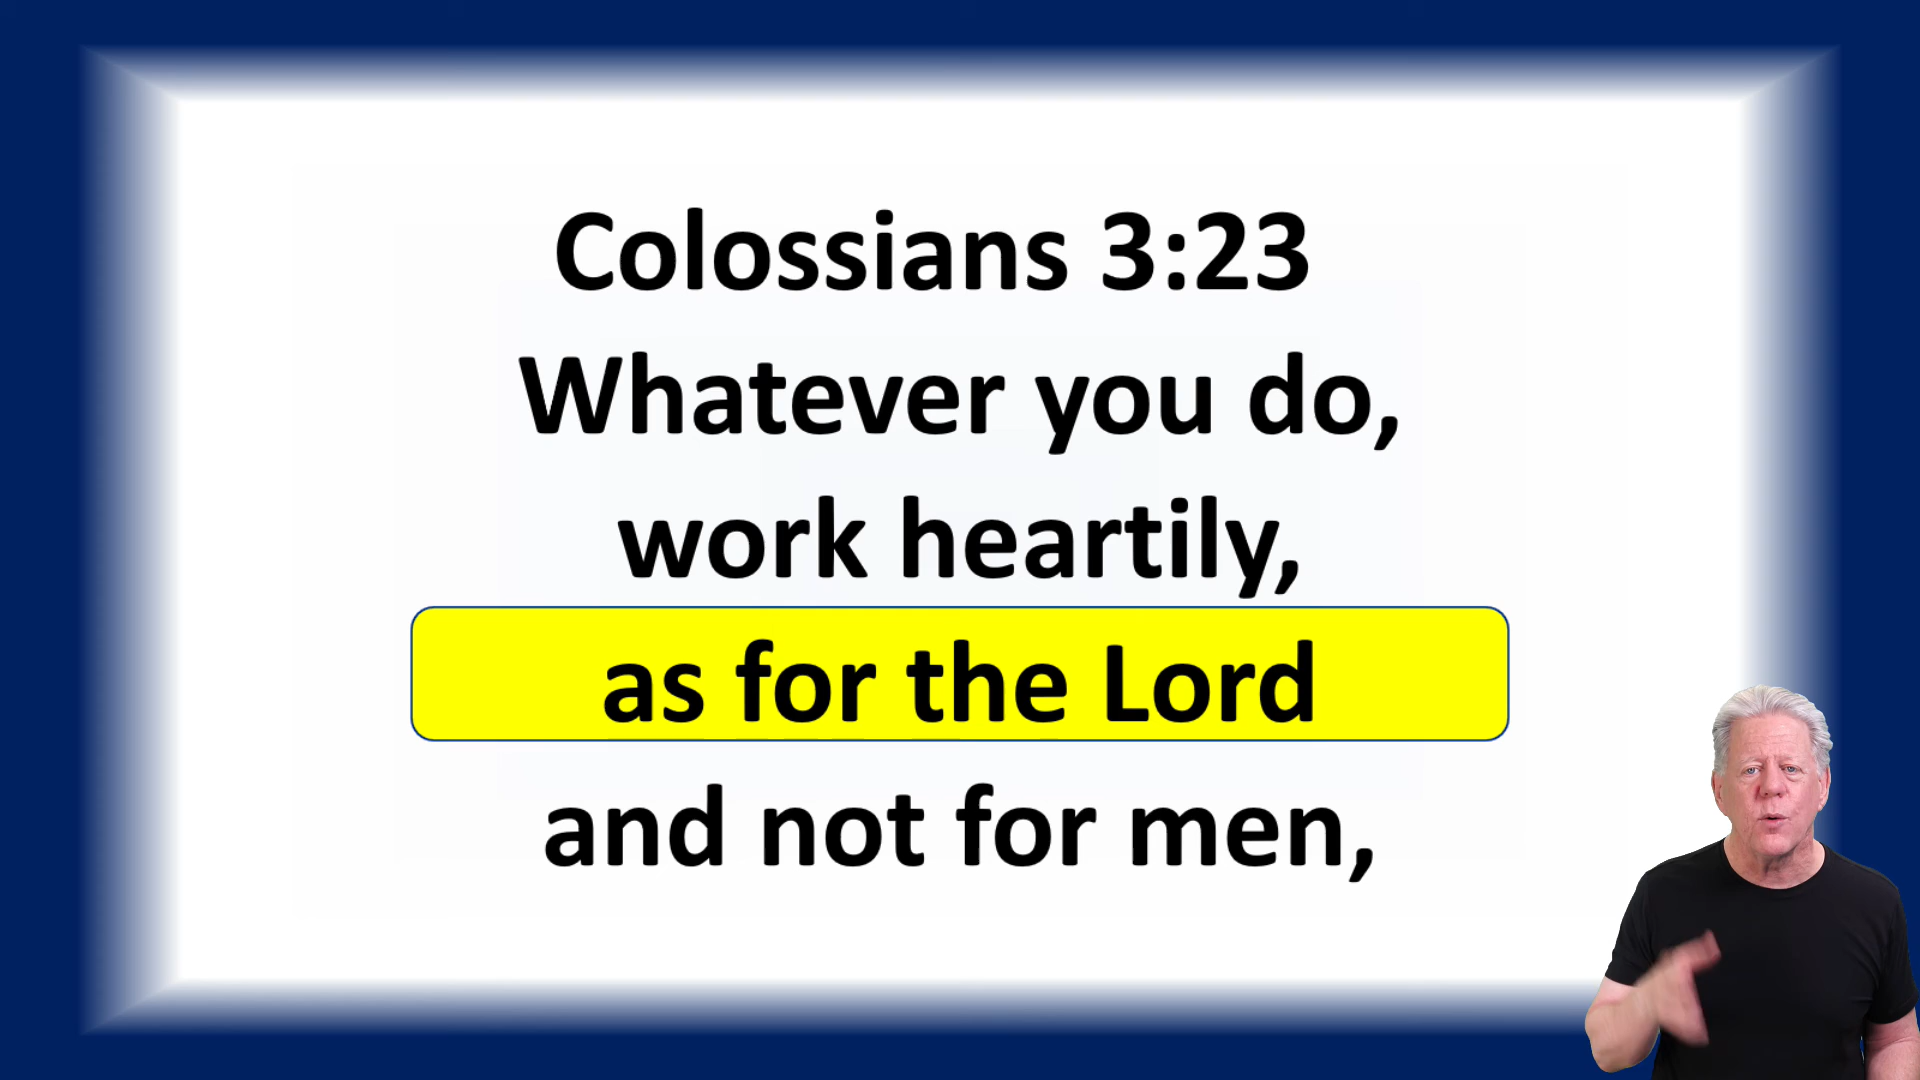 Colossians 3:23
Whatever you do,
work heartily,
as for the Lord
and not for men,